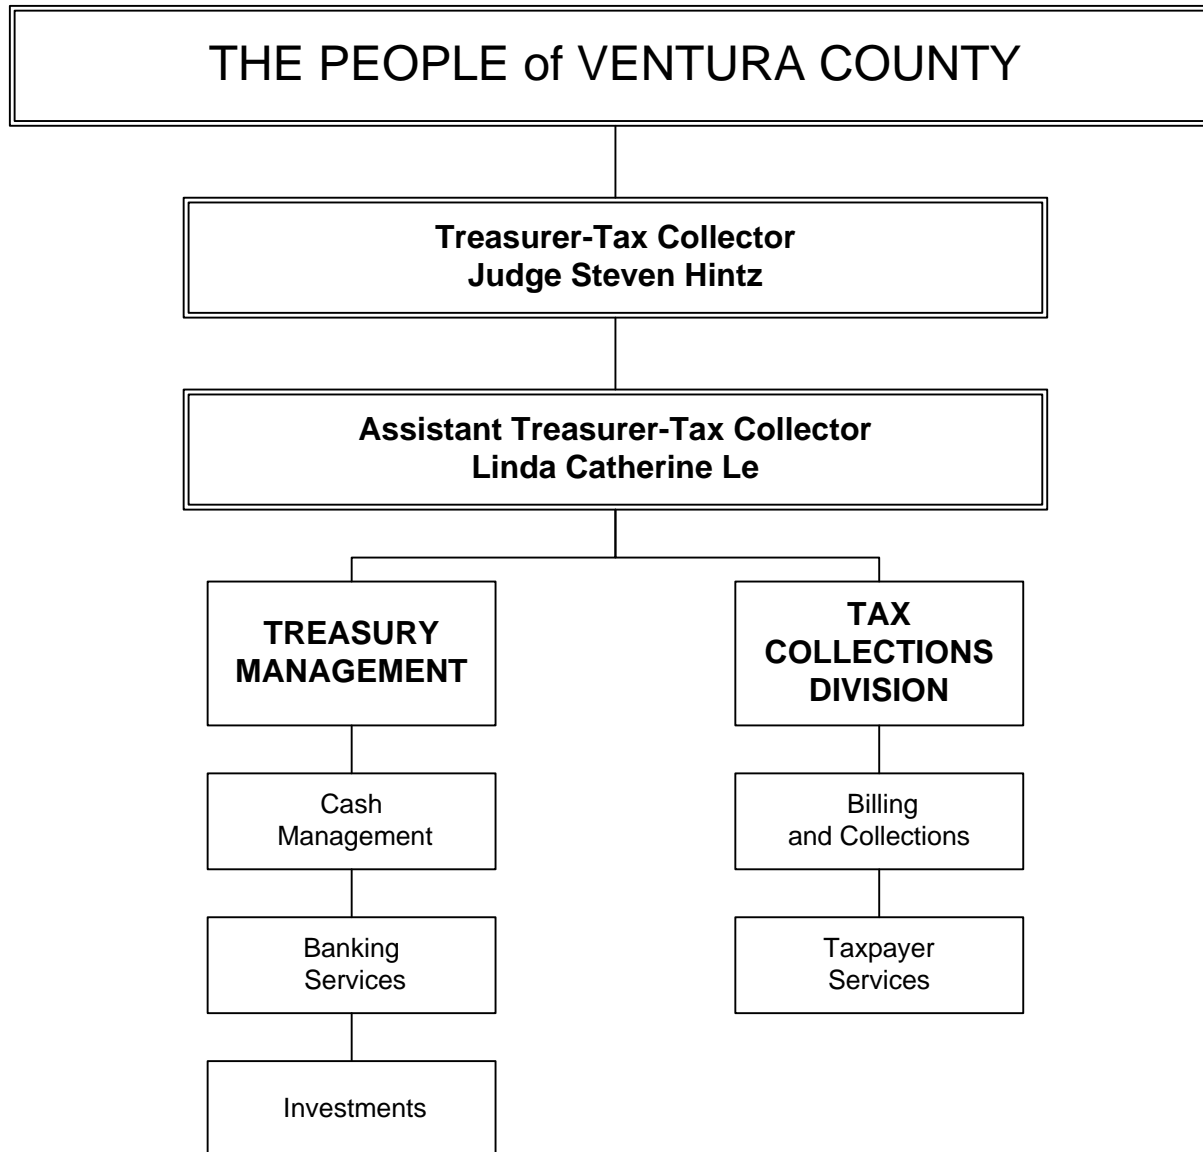 THE PEOPLE of VENTURA COUNTY
Treasurer-Tax Collector
Judge Steven Hintz
Assistant Treasurer-Tax Collector
Linda Catherine Le
TREASURY
MANAGEMENT
TAX
COLLECTIONS
DIVISION
Cash
Management
Billing
and Collections
Banking
Services
Taxpayer
Services
Investments